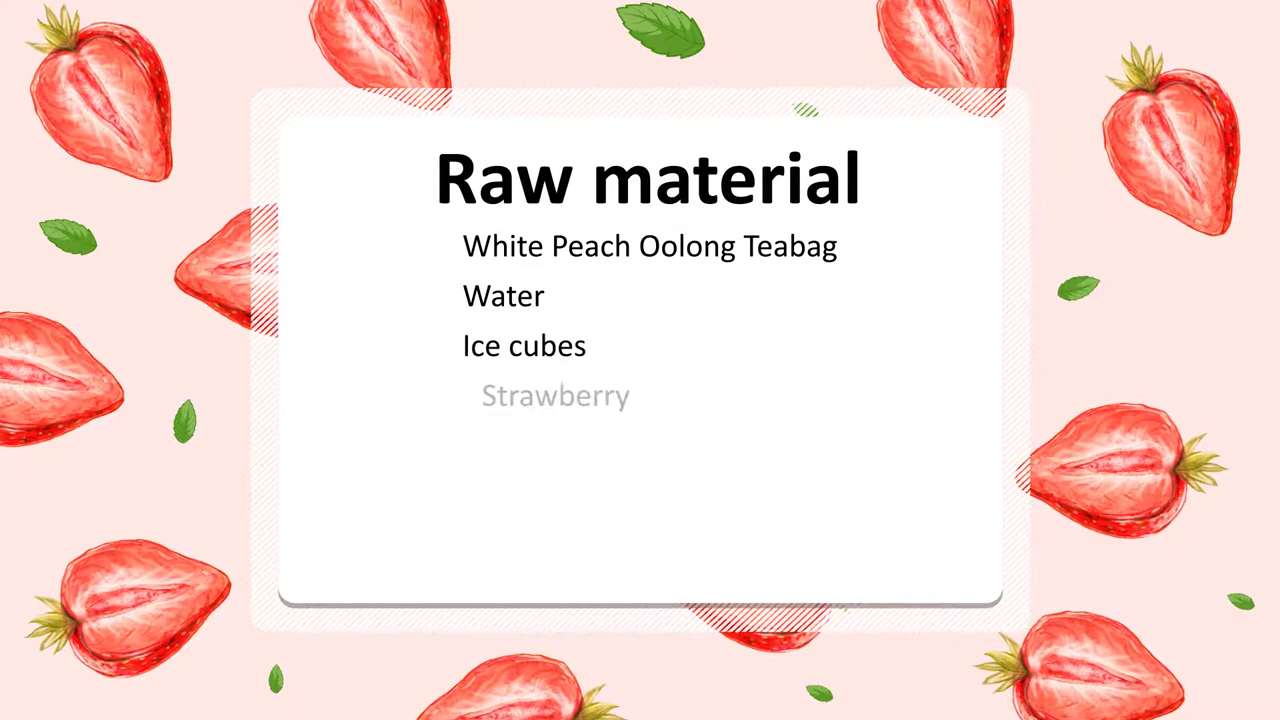 Raw material
White Peach Oolong Teabag
Water
Ice cubes
Strawberry